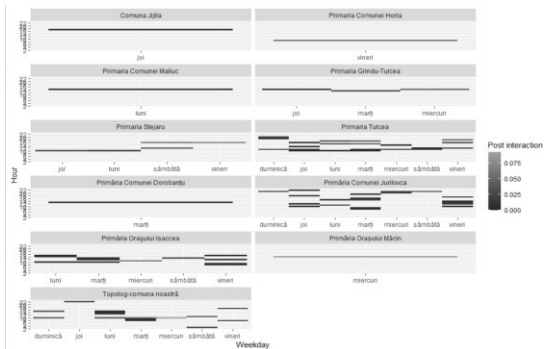 Comuna Jijila
Primaria Comunei Horia
joi
vineri
Primaria Comunei Maliuc
Primaria Grindu-Tulcea
luni
joi marți miercuri
Primaria Stejaru
Primaria Tulcea
joi luni sâmbătă vineri
duminică joi luni marți miercuri sâmbătă vineri
Primăria Comunei Dorobanțu
Primăria Comunei Jurilovca
marți
duminică joi luni marți miercuri sâmbătă vineri
Primăria Orașului Isaccea
Primăria Orașului Măcin
luni marți miercuri sâmbătă vineri
miercuri
Topolog-comuna noastră
duminică joi luni marți miercuri sâmbătă vineri
Hour
Weekday
Post interaction
0.075
0.050
0.025
0.000